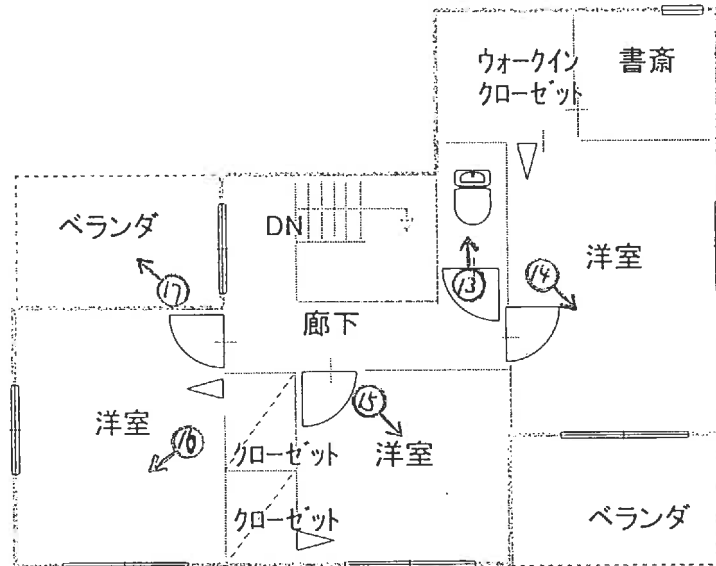 ウォークイン
クローゼット
書斎
ベランダ
DN
洋室
⑰
⑬
⑭
廊下
洋室
⑯
⑮
クローゼット
洋室
クローゼット
ベランダ